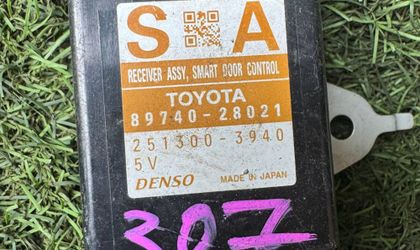 S A
RECEIVER ASSY, SMART DOOR CONTROL
TOYOTA
89740-28021
251300-3940
5V
DENSO MADE IN JAPAN
307